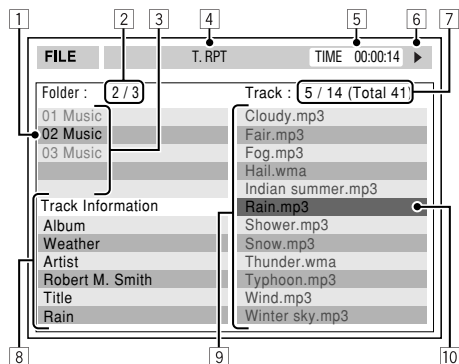 1 2 3 4 5 6 7
FILE T. RPT TIME 00:00:14
Folder : 2 / 3 Track : 5 / 14 (Total 41)
01 Music
02 Music
03 Music
Track Information
Album
Weather
Artist
Robert M. Smith
Title
Rain
Cloudy.mp3
Fair.mp3
Fog.mp3
Hail.wma
Indian summer.mp3
Rain.mp3
Shower.mp3
Snow.mp3
Thunder.wma
Typhoon.mp3
Wind.mp3
Winter sky.mp3
8 9 10